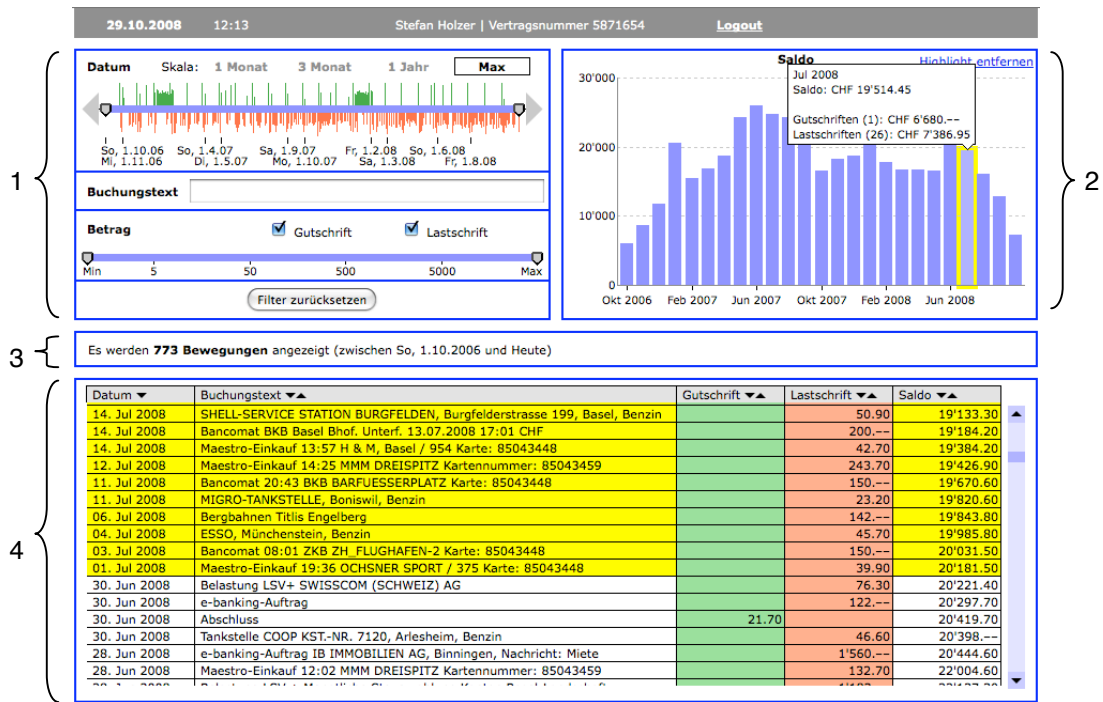 29.10.2008 12:13 Stefan Holzer | Vertragsnummer 5871654 Logout
1
Datum Skala: 1 Monat 3 Monat 1 Jahr Max
So, 1.10.06 So, 1.4.07 Sa, 1.9.07 Fr, 1.2.08 So, 1.6.08
Mi, 1.11.06 Di, 1.5.07 Mo, 1.10.07 Sa, 1.3.08 Fr, 1.8.08
Buchungstext
Betrag Gutschrift Lastschrift
Min 5 50 500 5000 Max
Filter zurücksetzen
2
Saldo Highlight entfernen
Jul 2008
Saldo: CHF 19'514.45
Gutschriften (1): CHF 6'680.--
Lastschriften (26): CHF 7'386.95
30'000
20'000
10'000
0
Okt 2006 Feb 2007 Jun 2007 Okt 2007 Feb 2008 Jun 2008
3
Es werden 773 Bewegungen angezeigt (zwischen So, 1.10.2006 und Heute)
4
Datum ▼ Buchungstext ▼▲ Gutschrift ▼▲ Lastschrift ▼▲ Saldo ▼▲
14. Jul 2008 SHELL-SERVICE STATION BURGFELDEN, Burgfelderstrasse 199, Basel, Benzin 50.90 19'133.30
14. Jul 2008 Bancomat BKB Basel Bhof. Unterf. 13.07.2008 17:01 CHF 200.-- 19'184.20
14. Jul 2008 Maestro-Einkauf 13:57 H & M, Basel / 954 Karte: 85043448 42.70 19'384.20
12. Jul 2008 Maestro-Einkauf 14:25 MMM DREISPITZ Kartennummer: 85043459 243.70 19'426.90
11. Jul 2008 Bancomat 20:43 BKB BARFUESSERPLATZ Karte: 85043448 150.-- 19'670.60
11. Jul 2008 MIGRO-TANKSTELLE, Boniswil, Benzin 23.20 19'820.60
06. Jul 2008 Bergbahnen Titlis Engelberg 142.-- 19'843.80
04. Jul 2008 ESSO, Münchenstein, Benzin 45.70 19'985.80
03. Jul 2008 Bancomat 08:01 ZKB ZH_FLUGHAFEN-2 Karte: 85043448 150.-- 20'031.50
01. Jul 2008 Maestro-Einkauf 19:36 OCHSNER SPORT / 375 Karte: 85043448 39.90 20'181.50
30. Jun 2008 Belastung LSV+ SWISSCOM (SCHWEIZ) AG 76.30 20'221.40
30. Jun 2008 e-banking-Auftrag 122.-- 20'297.70
30. Jun 2008 Abschluss 21.70 20'419.70
30. Jun 2008 Tankstelle COOP KST.-NR. 7120, Arlesheim, Benzin 46.60 20'398.--
28. Jun 2008 e-banking-Auftrag IB IMMOBILIEN AG, Binningen, Nachricht: Miete 1'560.-- 20'444.60
28. Jun 2008 Maestro-Einkauf 12:02 MMM DREISPITZ Kartennummer: 85043459 132.70 22'004.60